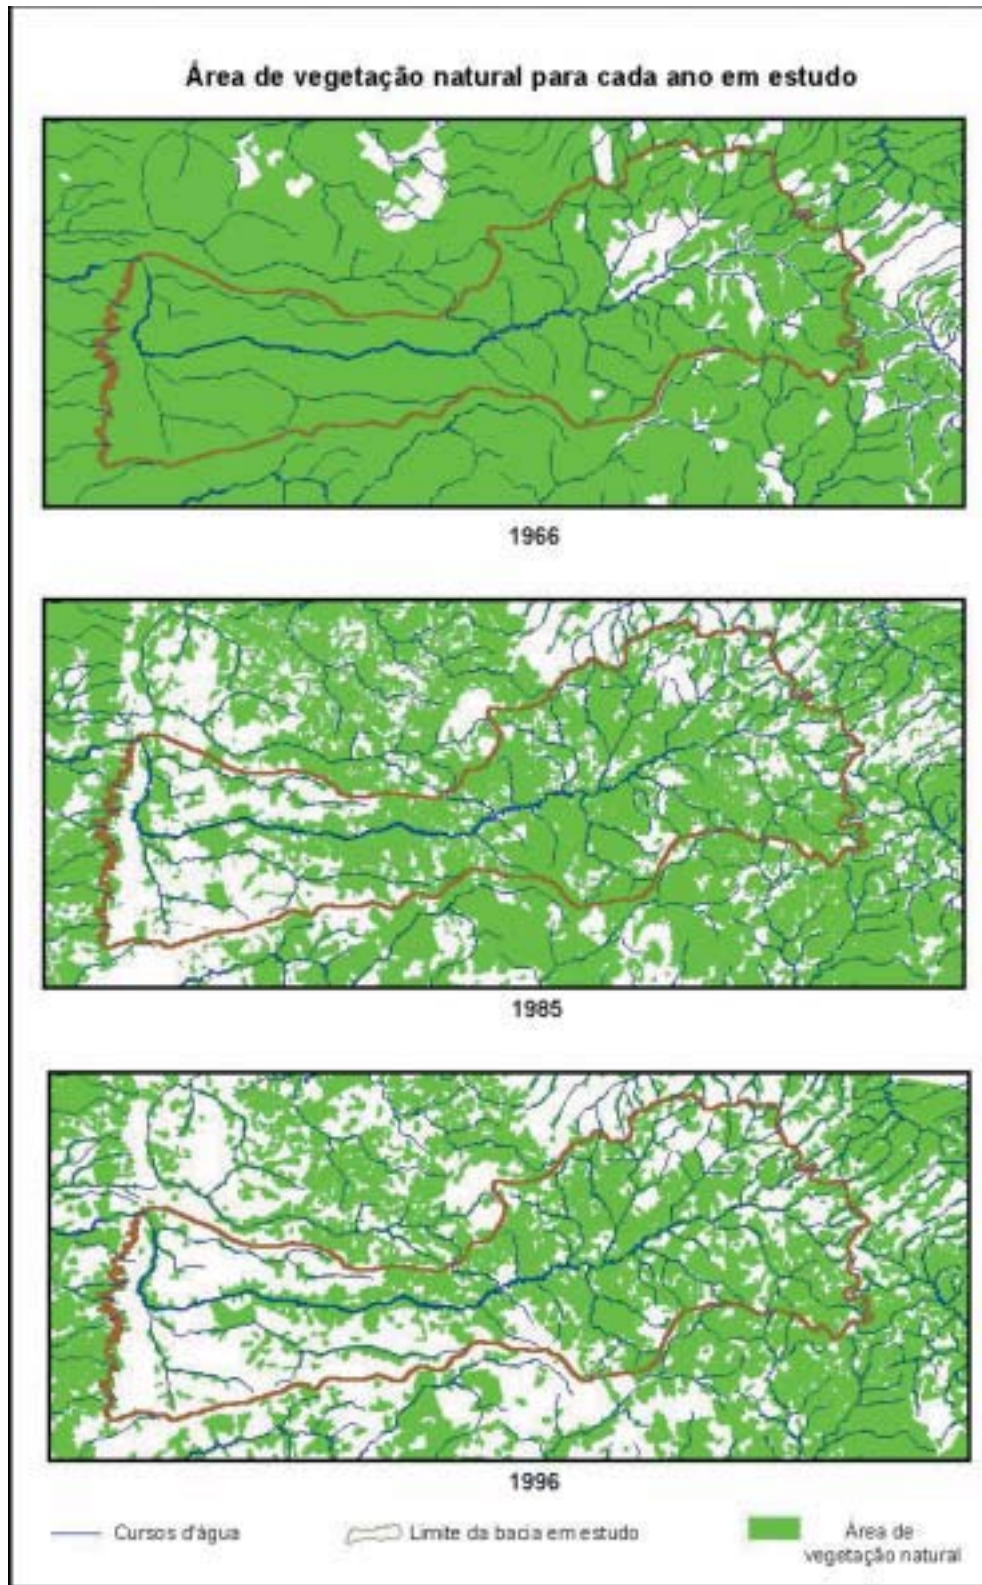 Área de vegetação natural para cada ano em estudo
1966
1985
1996
Cursos d'água
Limite da bacia em estudo
Área de
vegetação natural